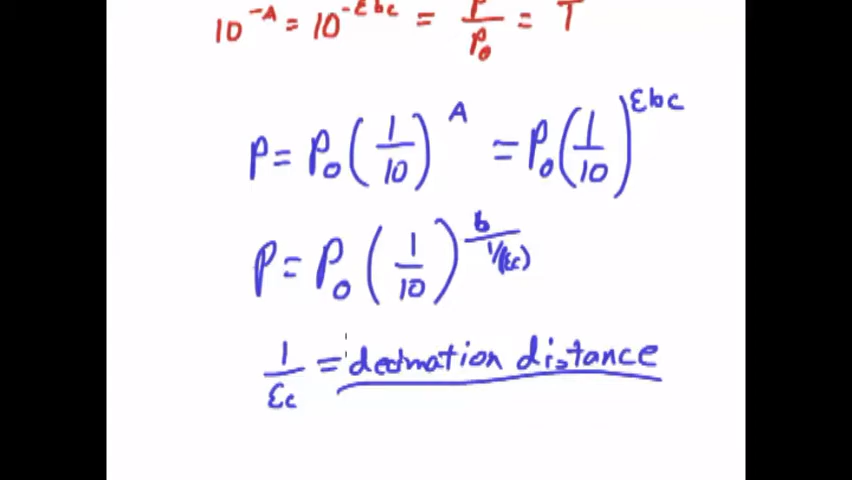 10^-A = 10^-εbc = P/P₀ = T
P = P₀(1/10)^A = P₀(1/10)^εbc
P = P₀(1/10)^b/1/(εc)
1/εc = decimation distance